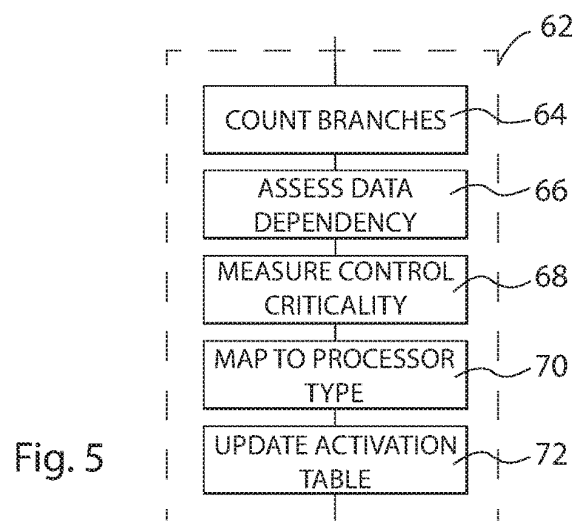 62
COUNT BRANCHES
64
ASSESS DATA
DEPENDENCY
66
MEASURE CONTROL
CRITICALITY
68
MAP TO PROCESSOR
TYPE
70
UPDATE ACTIVATION
TABLE
72
Fig. 5